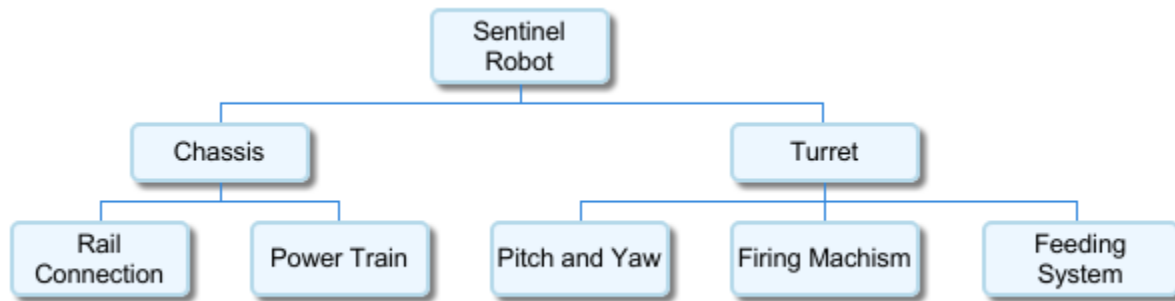 Sentinel
Robot
Chassis
Turret
Rail
Connection
Power Train
Pitch and Yaw
Firing Machism
Feeding
System